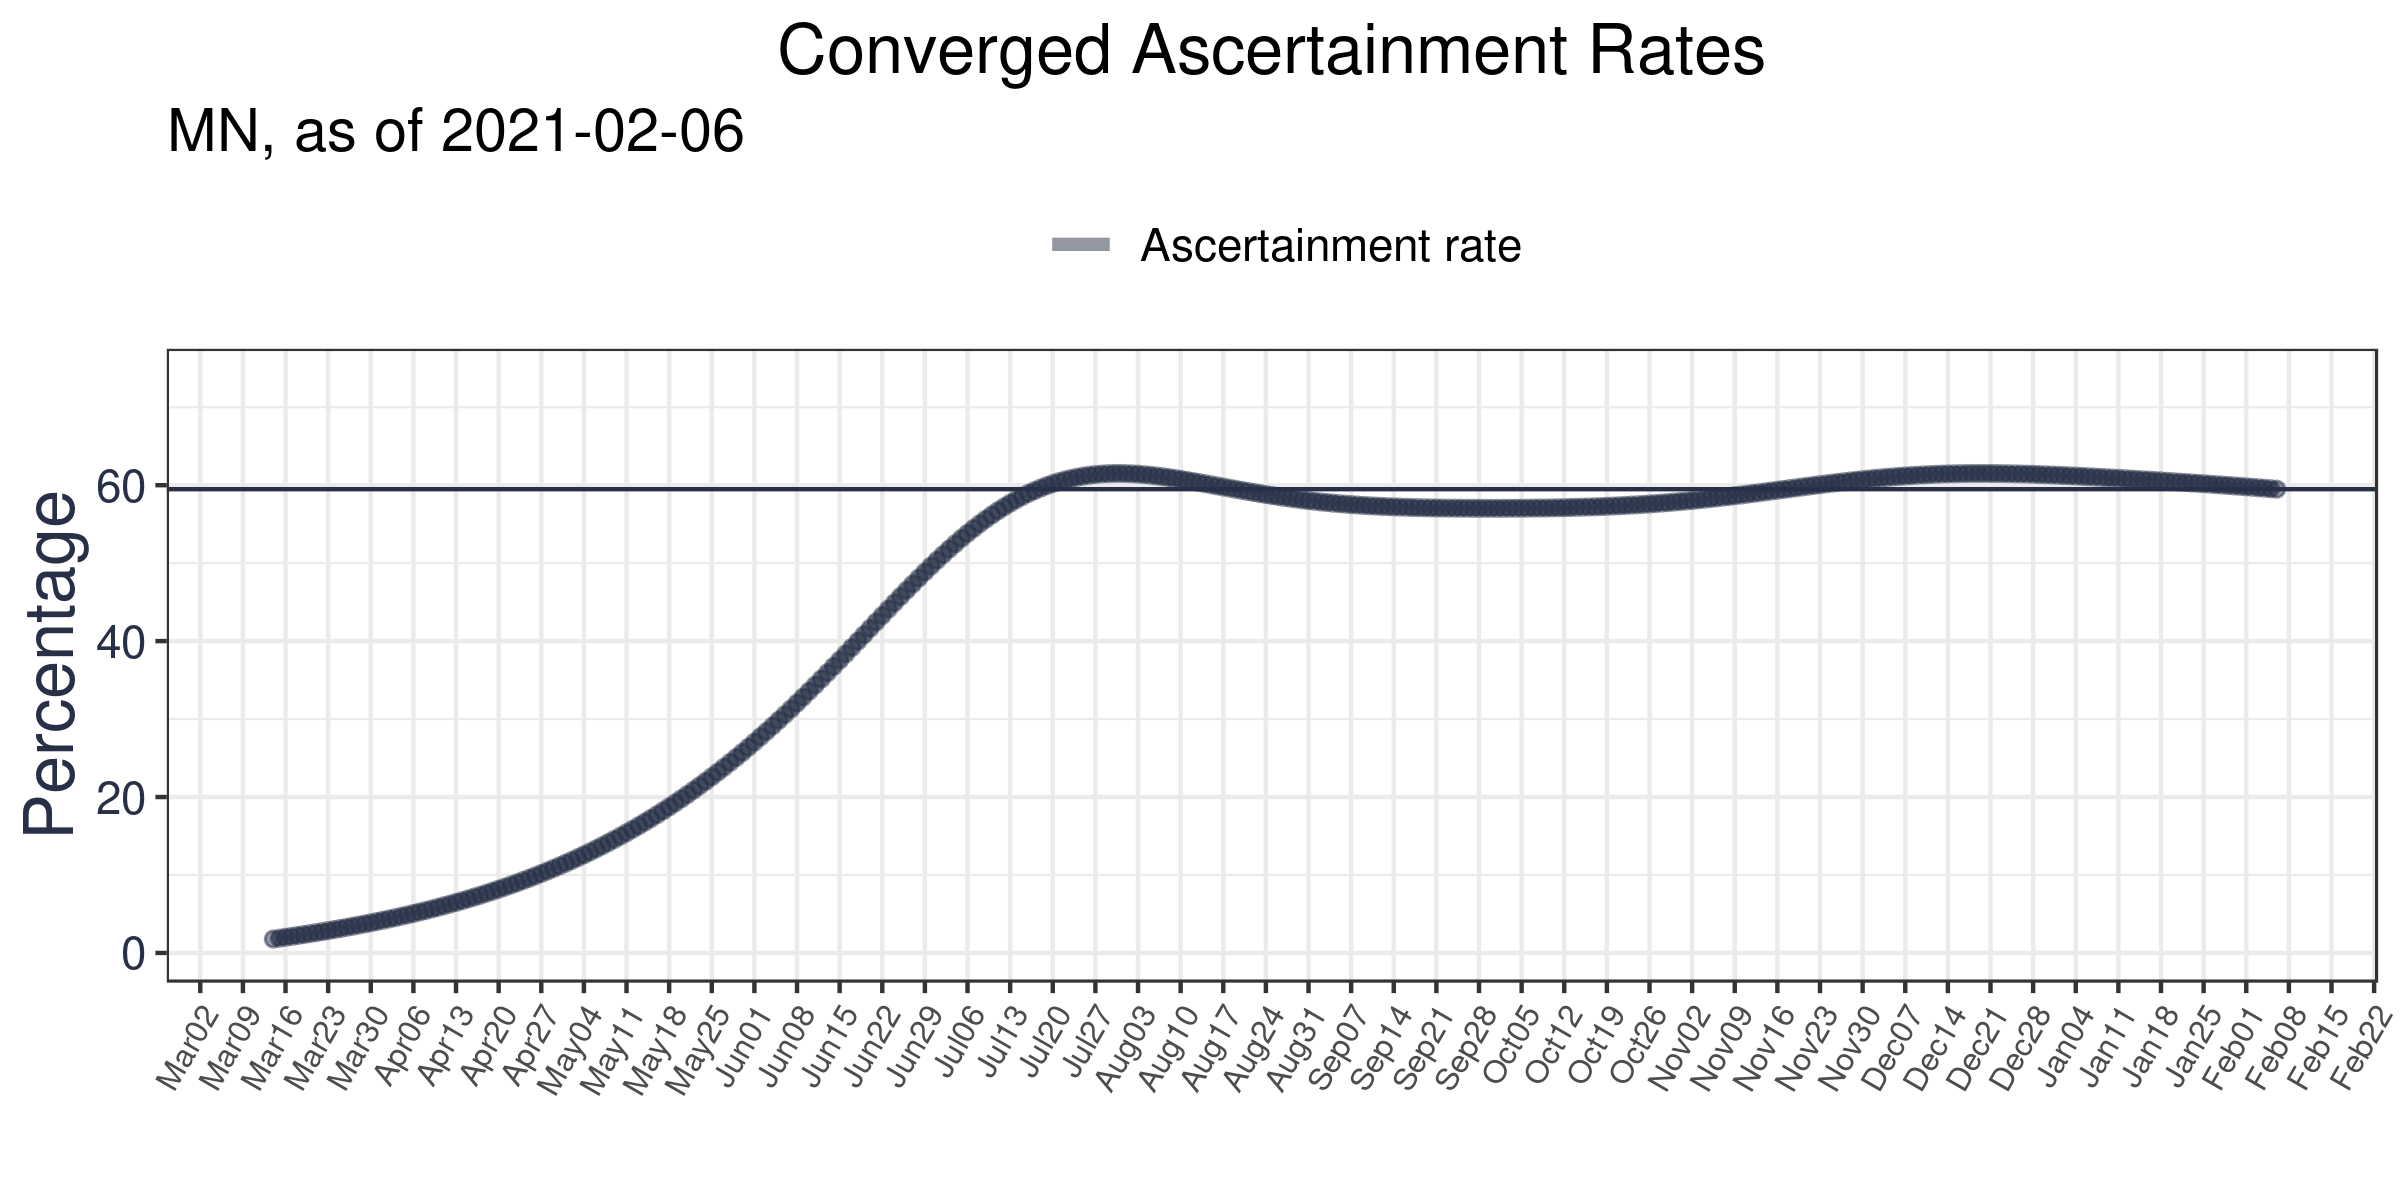 Converged Ascertainment Rates
MN, as of 2021-02-06
Ascertainment rate
Percentage
60
40
20
0
Mar02 Mar09 Mar16 Mar23 Mar30 Apr06 Apr13 Apr20 Apr27 May04 May11 May18 May25 Jun01 Jun08 Jun15 Jun22 Jun29 Jul06 Jul13 Jul20 Jul27 Aug03 Aug10 Aug17 Aug24 Aug31 Sep07 Sep14 Sep21 Sep28 Oct05 Oct12 Oct19 Oct26 Nov02 Nov09 Nov16 Nov23 Nov30 Dec07 Dec14 Dec21 Dec28 Jan04 Jan11 Jan18 Jan25 Feb01 Feb08 Feb15 Feb22